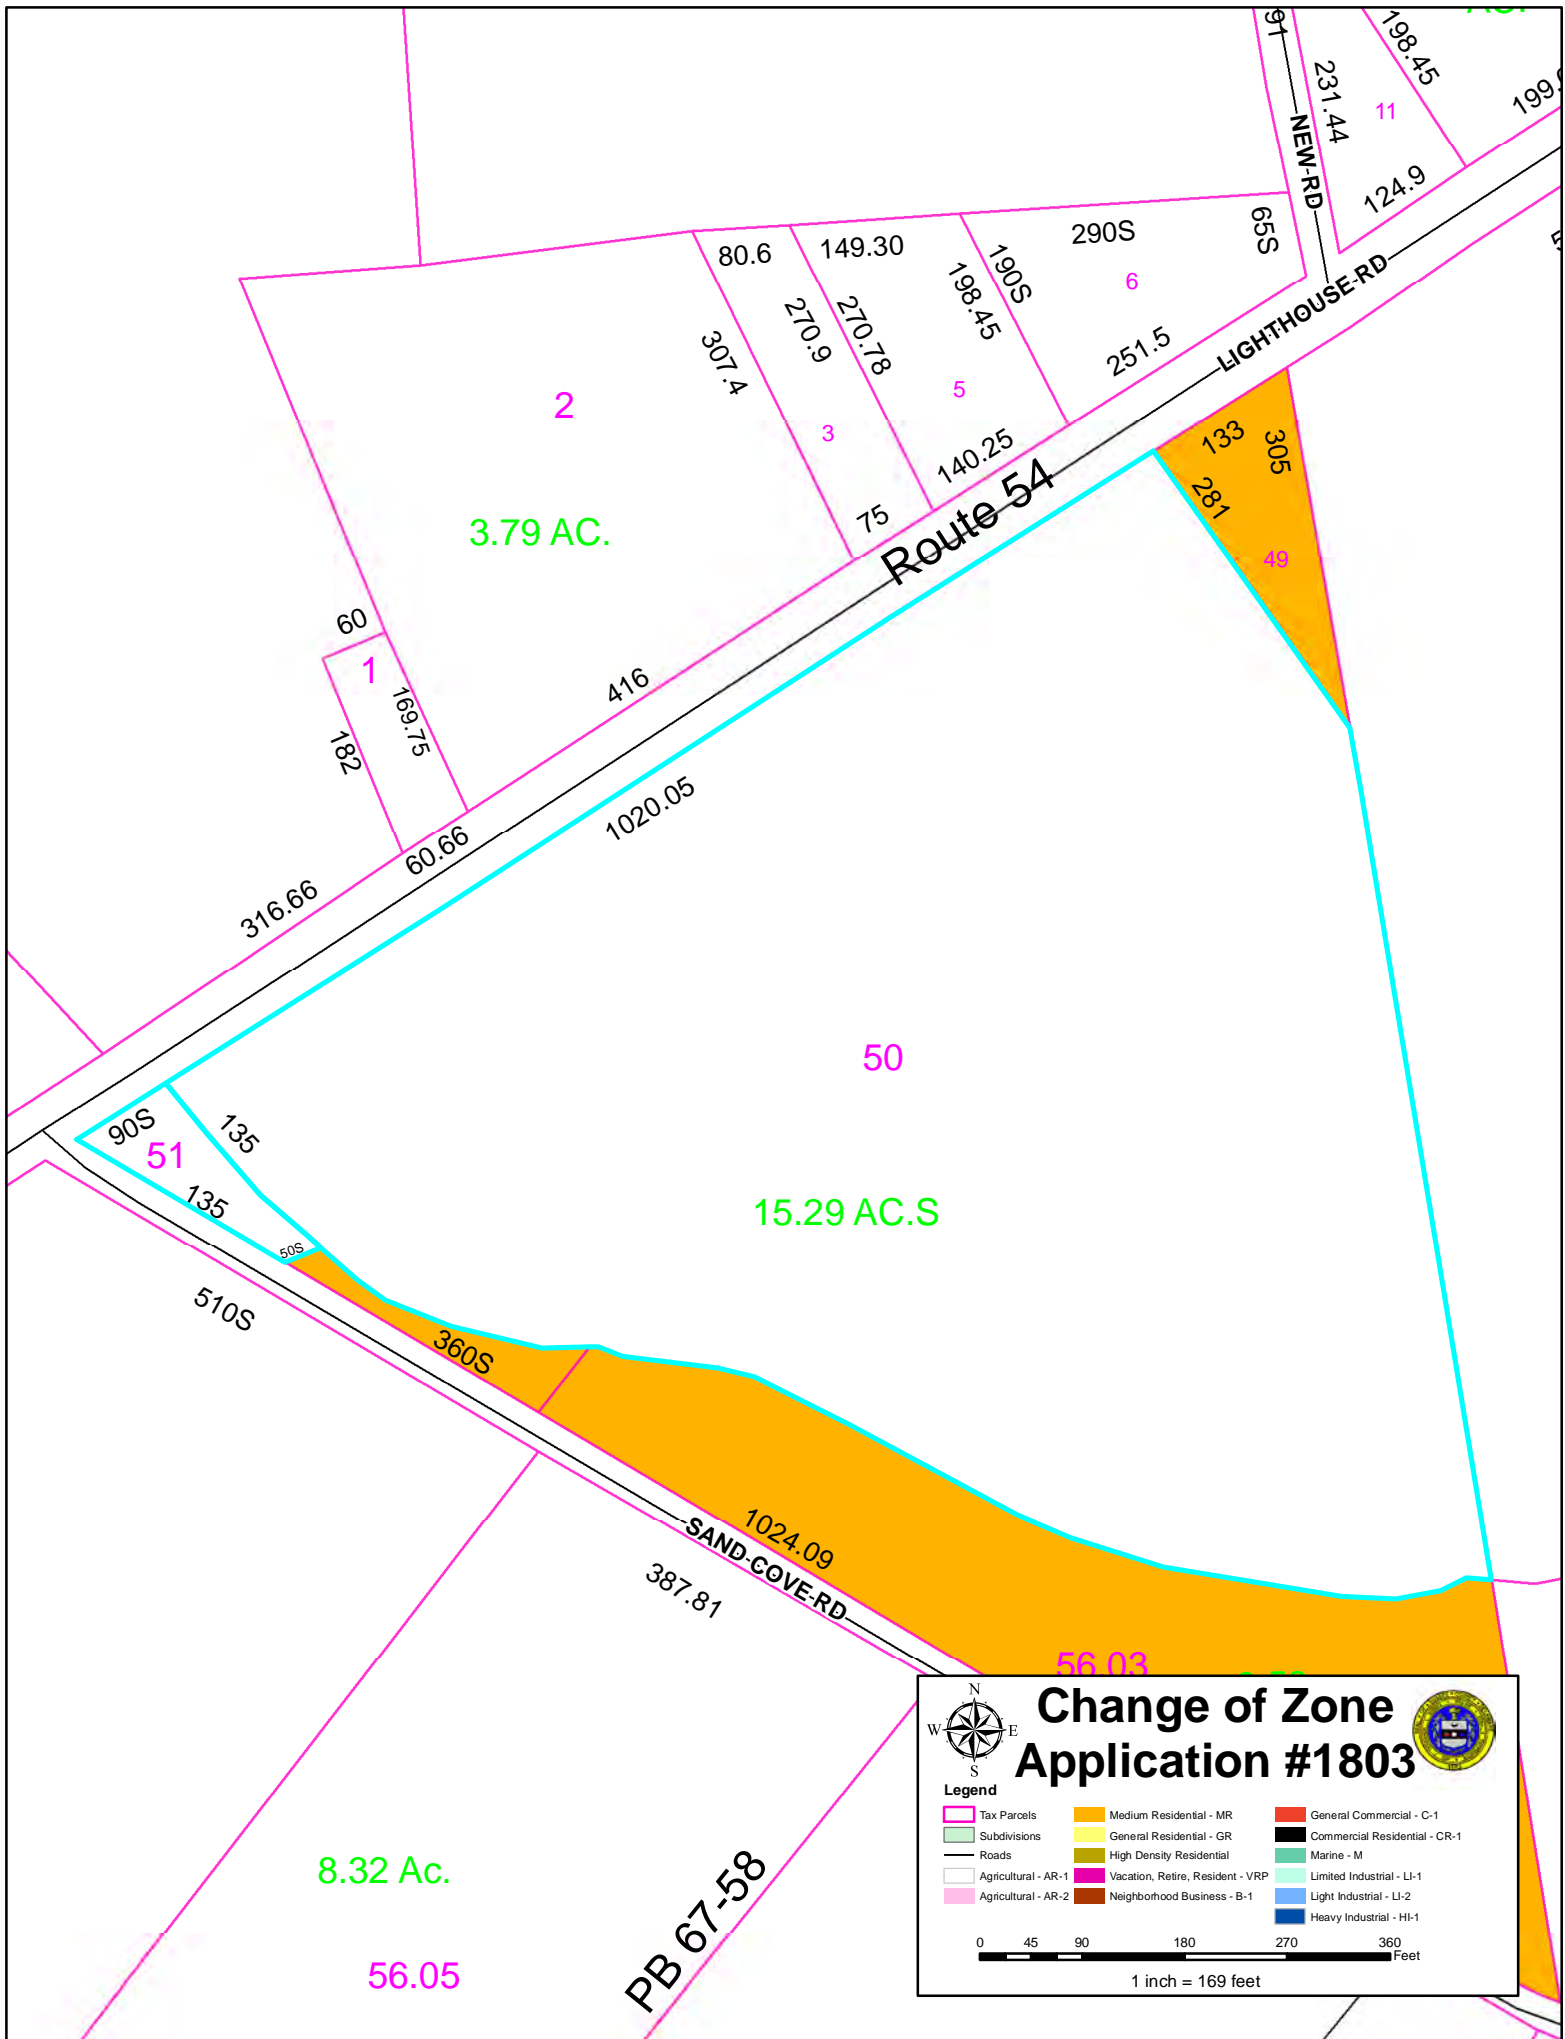 91
198.45
231.44
11
199.
NEW-RD
124.9
65S
290S
80.6
149.30
190S
198.45
6
LIGHTHOUSE-RD
270.9
270.78
307.4
251.5
2
5
3
133
305
140.25
281
Route 54
75
3.79 AC.
49
60
1
416
169.75
182
1020.05
60.66
316.66
50
90S
135
51
135
15.29 AC.S
50S
510S
360S
1024.09
SAND-COVE-RD
387.81
56.03
8.32 Ac.
PB 67-58
56.05
N
W E
S
Change of Zone
Application #1803
Legend
Tax Parcels
Subdivisions
Roads
Agricultural - AR-1
Agricultural - AR-2
Medium Residential - MR
General Residential - GR
High Density Residential
Vacation, Retire, Resident - VRP
Neighborhood Business - B-1
General Commercial - C-1
Commercial Residential - CR-1
Marine - M
Limited Industrial - LI-1
Light Industrial - LI-2
Heavy Industrial - HI-1
0 45 90 180 270 360
Feet
1 inch = 169 feet